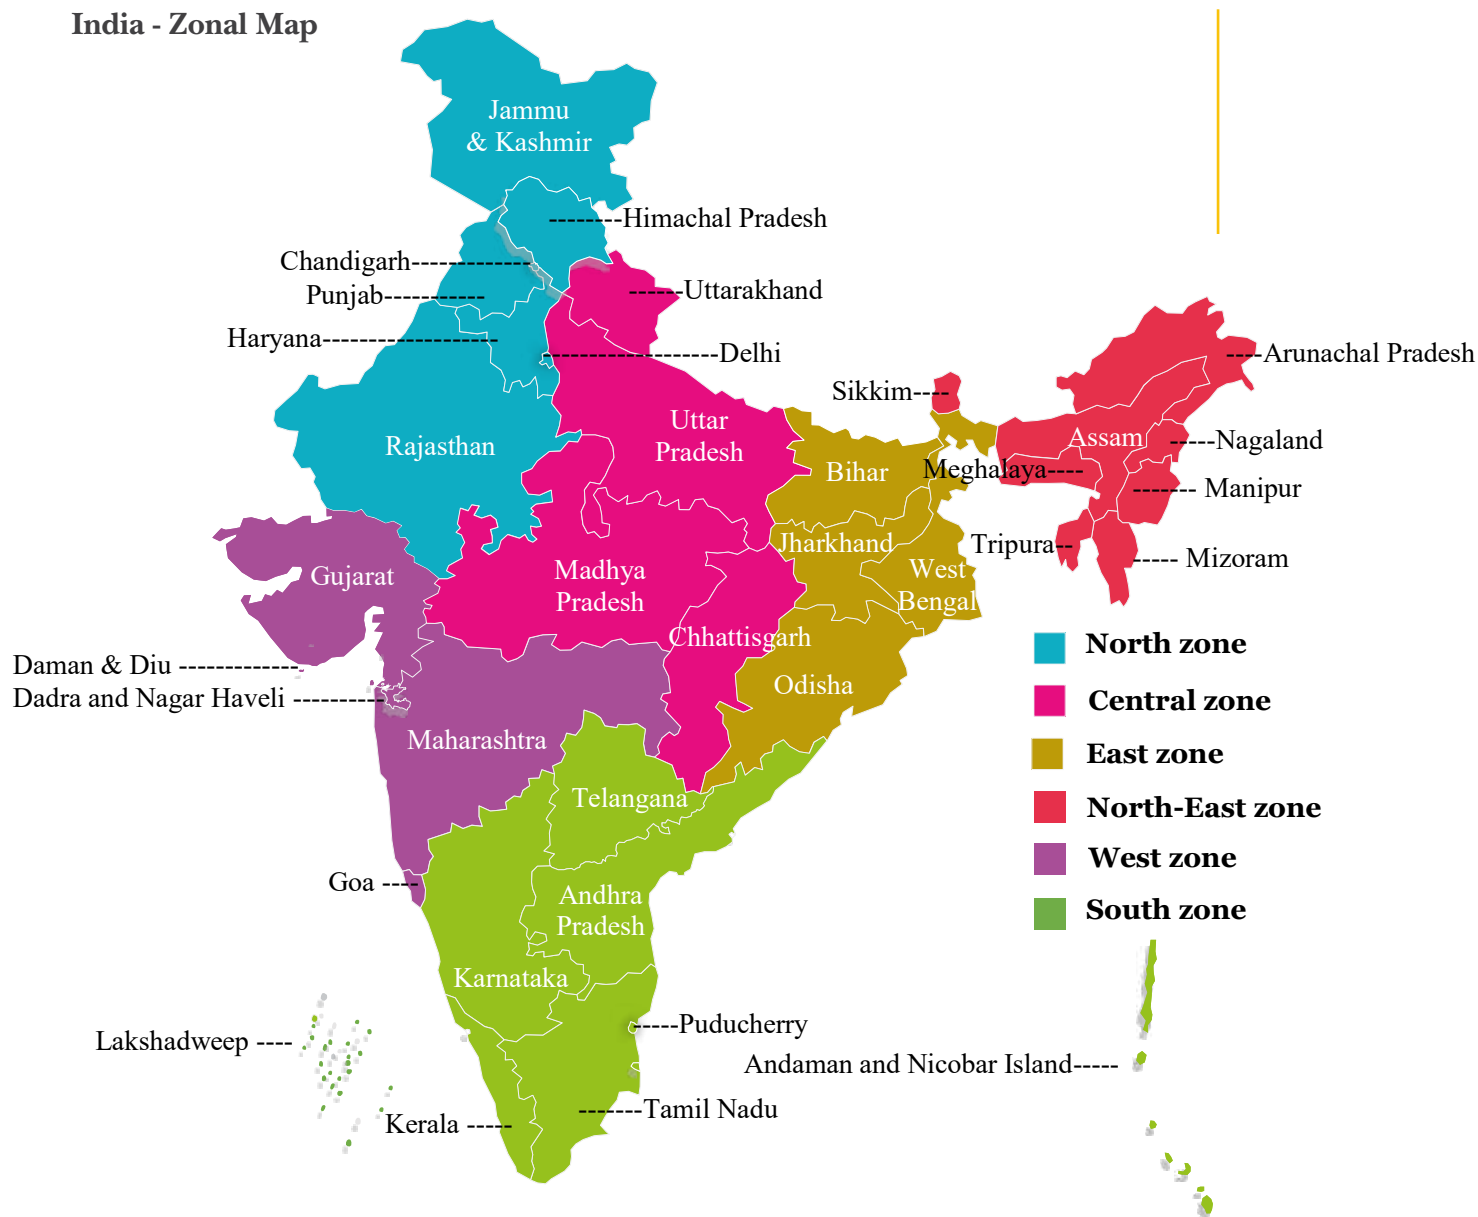 India - Zonal Map
Jammu
& Kashmir
Himachal Pradesh
Chandigarh
Punjab
Uttarakhand
Haryana
Delhi
Arunachal Pradesh
Sikkim
Uttar
Pradesh
Rajasthan
Assam
Nagaland
Bihar
Meghalaya
Manipur
Jharkhand
Tripura
Mizoram
Gujarat
Madhya
Pradesh
West
Bengal
Chhattisgarh
North zone
Daman & Diu
Dadra and Nagar Haveli
Odisha
Central zone
Maharashtra
East zone
Telangana
North-East zone
West zone
Goa
Andhra
Pradesh
South zone
Karnataka
Puducherry
Lakshadweep
Andaman and Nicobar Island
Tamil Nadu
Kerala